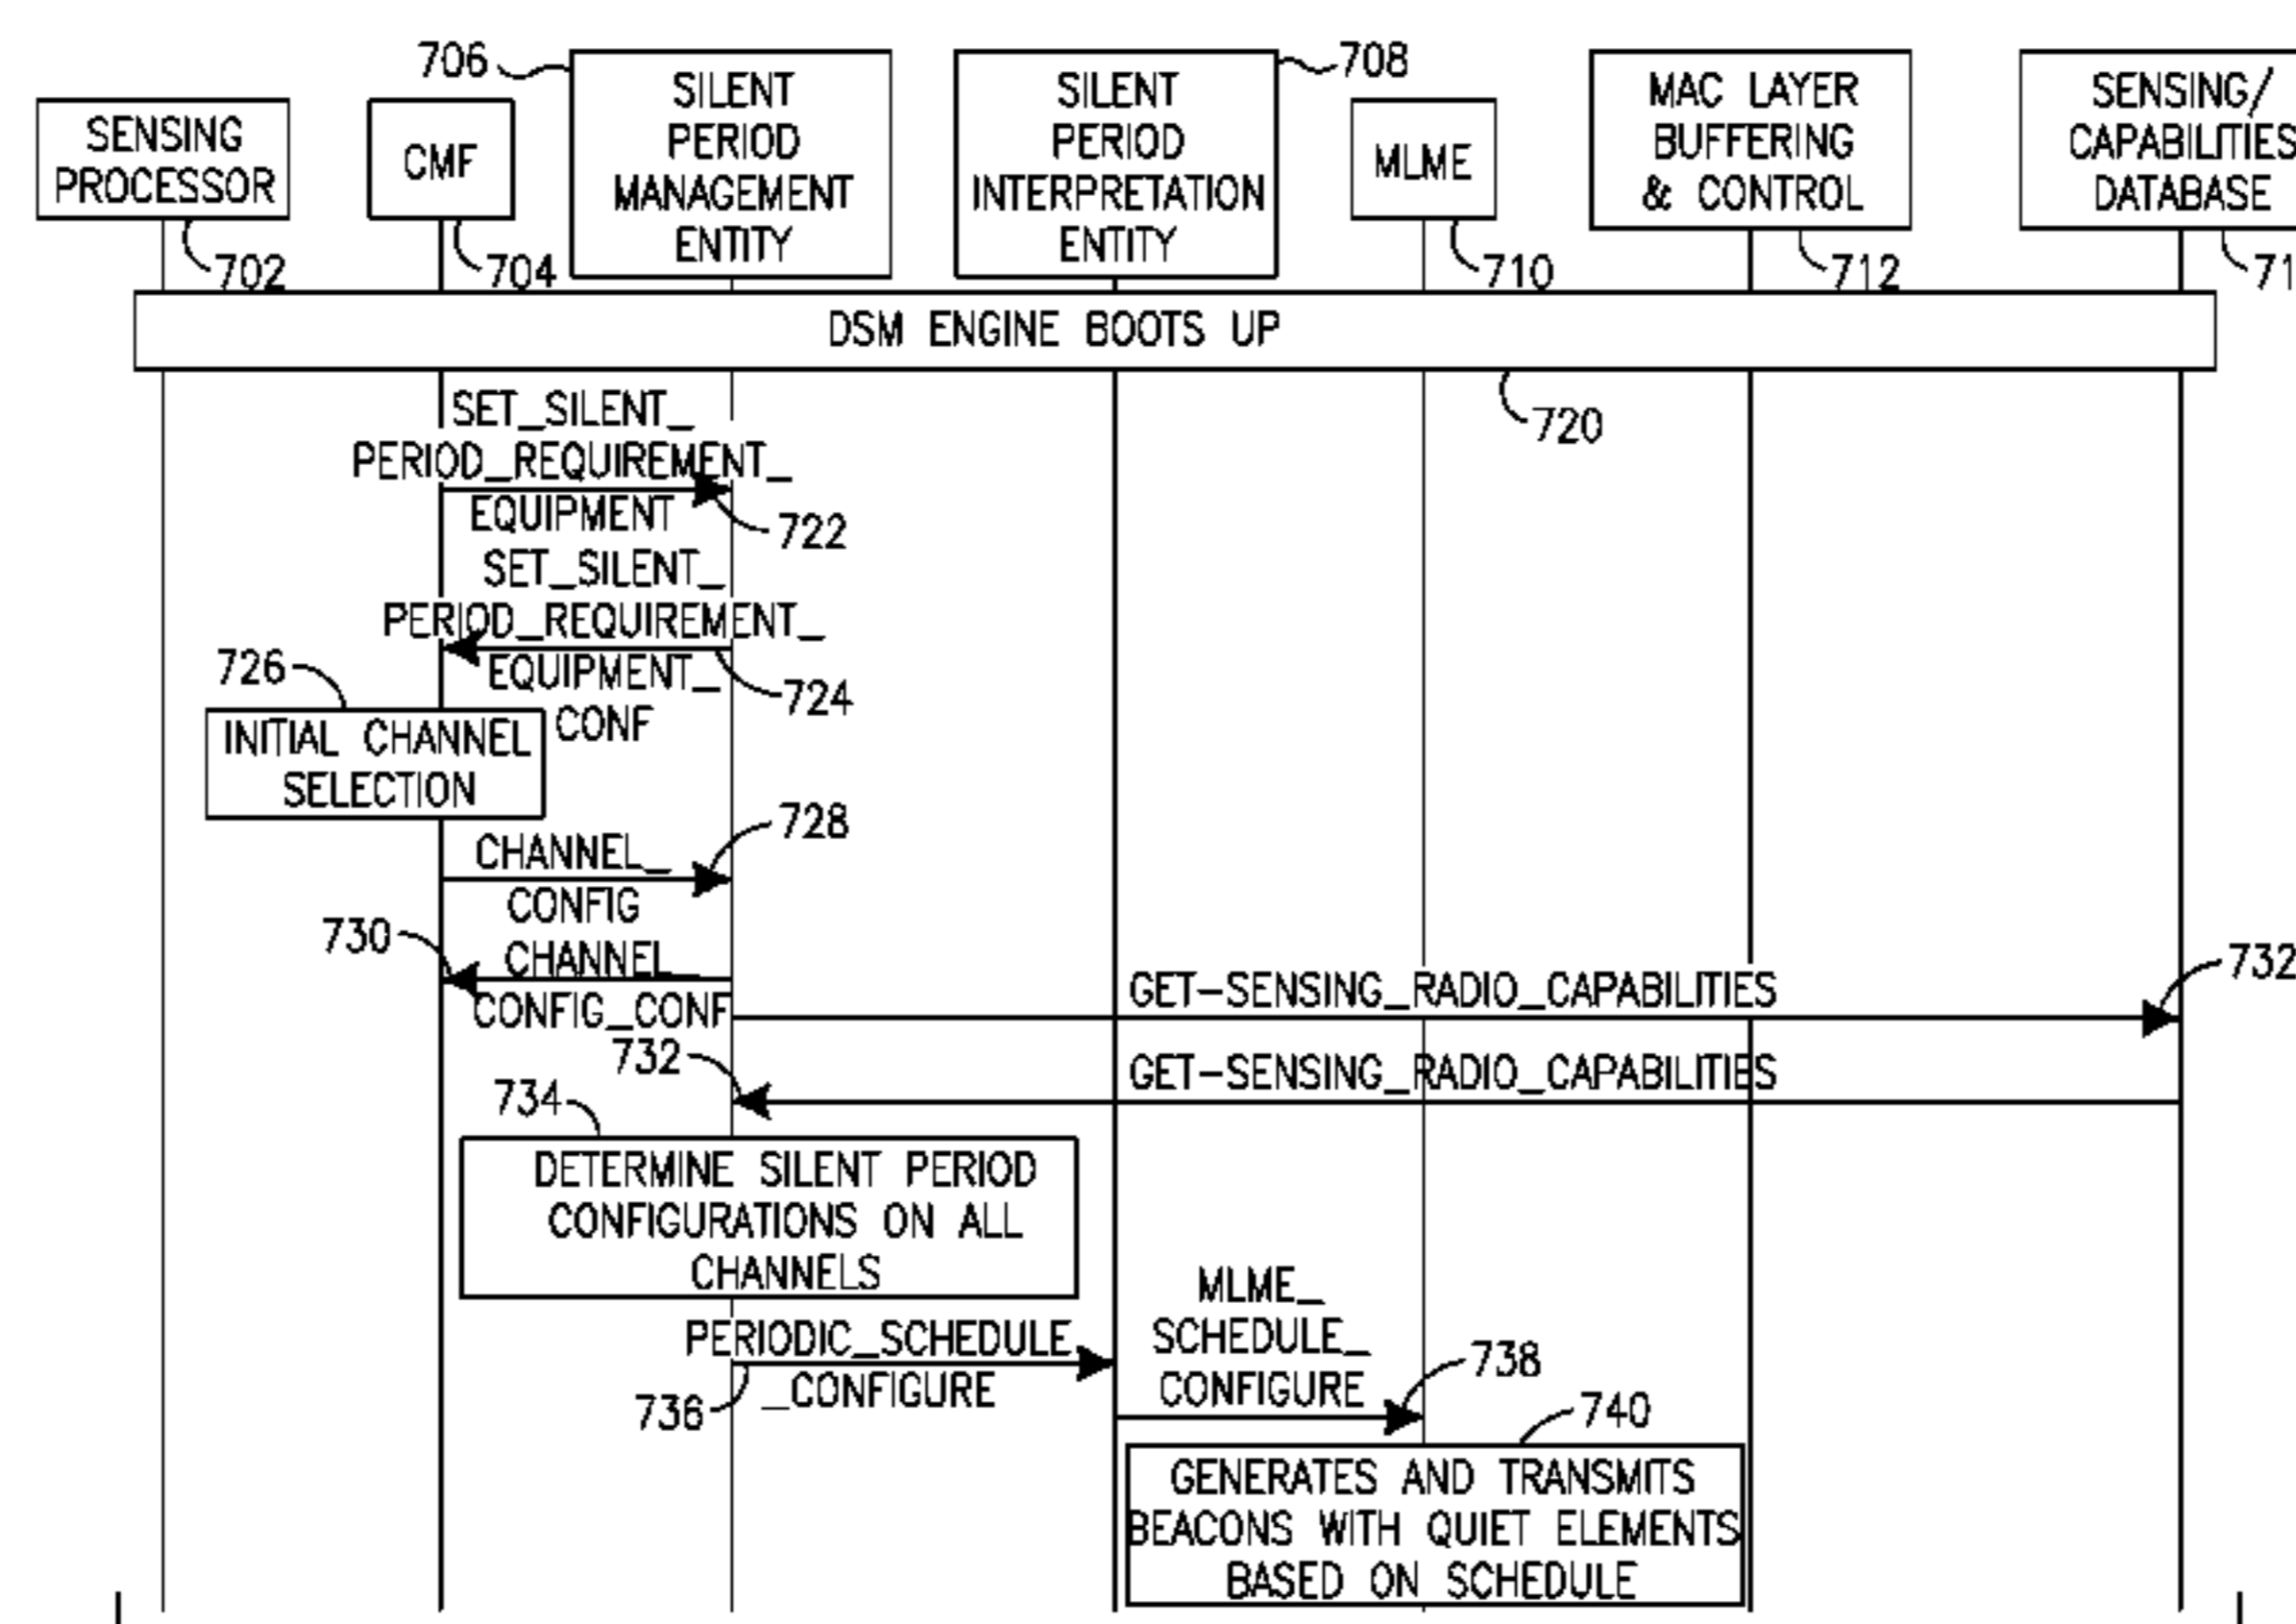 706
SILENT
PERIOD
MANAGEMENT
ENTITY
SILENT
PERIOD
INTERPRETATION
ENTITY
708
MAC LAYER
BUFFERING
& CONTROL
SENSING/
CAPABILITIES
DATABASE
SENSING
PROCESSOR
CMF
MLME
702
704
710
712
71
DSM ENGINE BOOTS UP
720
SET_SILENT_
PERIOD_REQUIREMENT_
EQUIPMENT
722
SET_SILENT_
PERIOD_REQUIREMENT_
EQUIPMENT_
CONF
724
726
INITIAL CHANNEL
SELECTION
CHANNEL_
CONFIG
728
730
CHANNEL_
CONFIG_CONF
GET-SENSING_RADIO_CAPABILITIES
732
732
GET-SENSING_RADIO_CAPABILITIES
734
DETERMINE SILENT PERIOD
CONFIGURATIONS ON ALL
CHANNELS
PERIODIC_SCHEDULE
_CONFIGURE
736
MLME_
SCHEDULE_
CONFIGURE
738
740
GENERATES AND TRANSMITS
BEACONS WITH QUIET ELEMENTS
BASED ON SCHEDULE